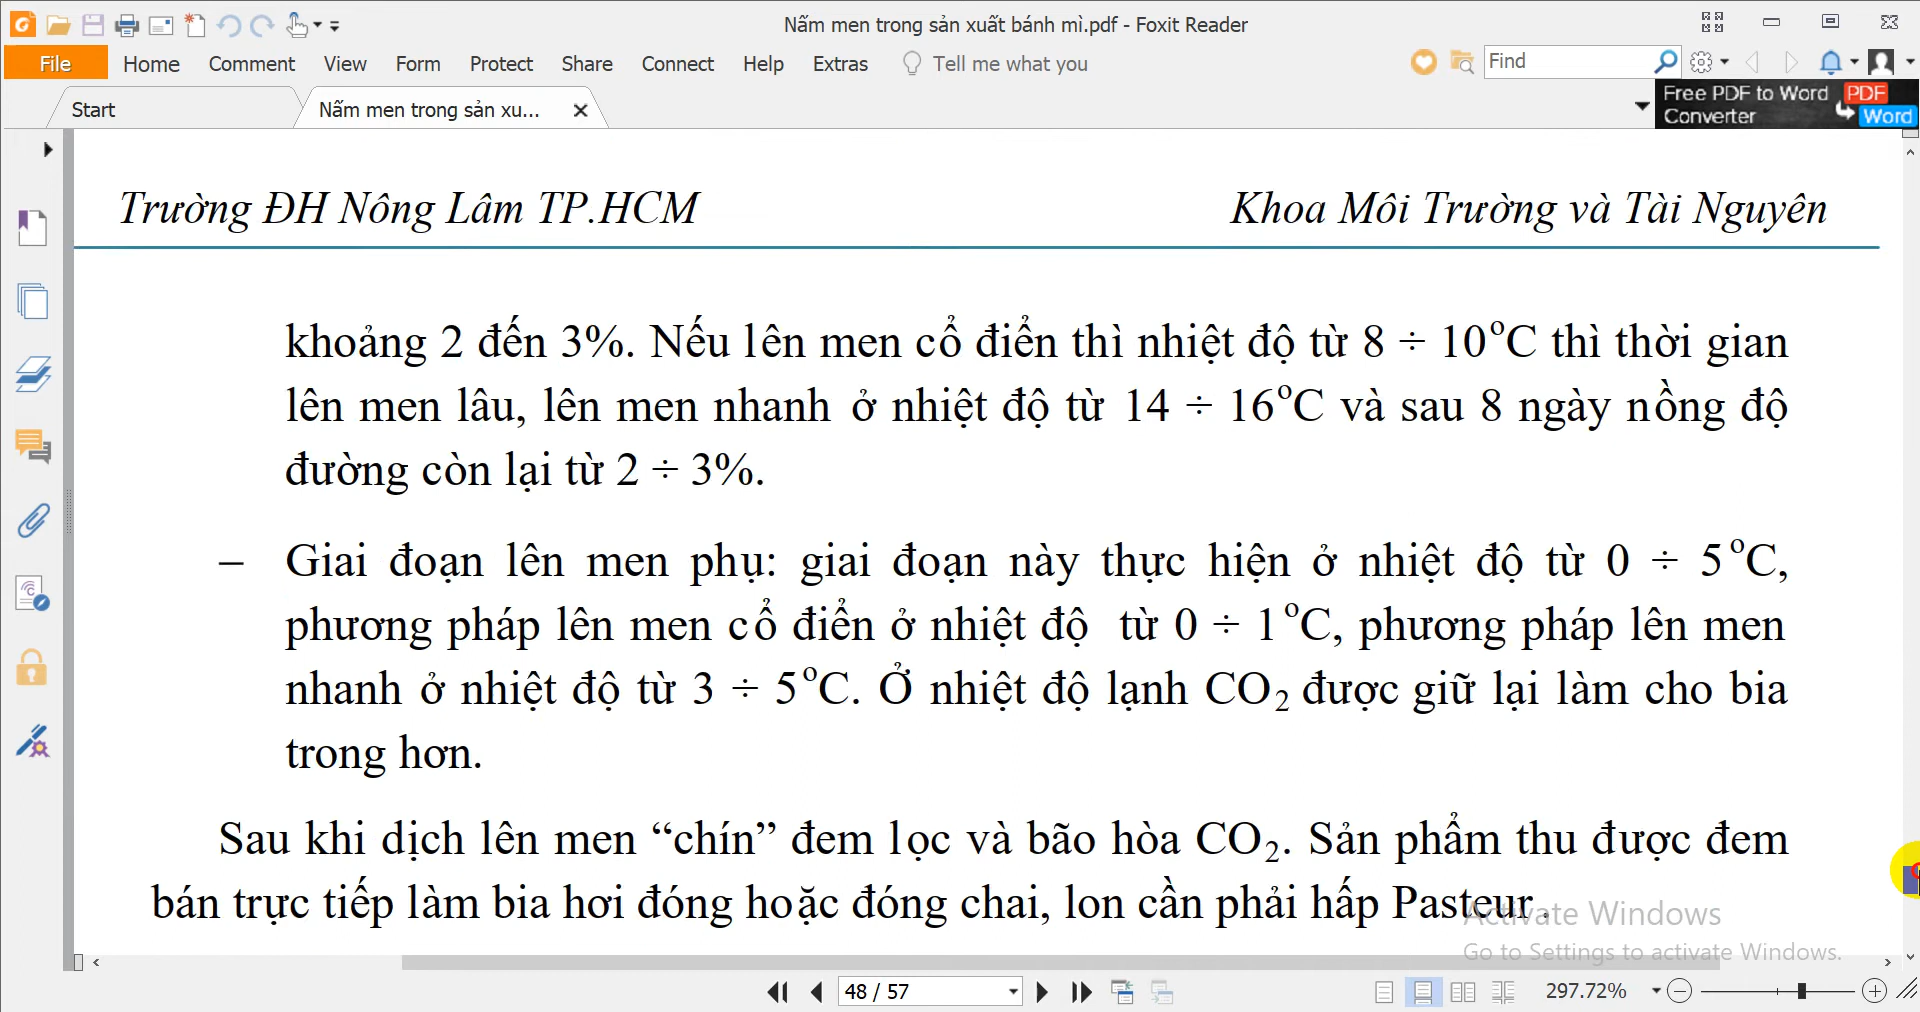 Nấm men trong sản xuất bánh mì.pdf - Foxit Reader
File Home Comment View Form Protect Share Connect Help Extras Tell me what you Find
Start Nấm men trong sản xu... Free PDF to Word PDF
Converter Word
Trường ĐH Nông Lâm TP.HCM Khoa Môi Trường và Tài Nguyên
khoảng 2 đến 3%. Nếu lên men cổ điển thì nhiệt độ từ 8 ÷ 10°C thì thời gian
lên men lâu, lên men nhanh ở nhiệt độ từ 14 ÷ 16°C và sau 8 ngày nồng độ
đường còn lại từ 2 ÷ 3%.
– Giai đoạn lên men phụ: giai đoạn này thực hiện ở nhiệt độ từ 0 ÷ 5°C,
phương pháp lên men cổ điển ở nhiệt độ từ 0 ÷ 1°C, phương pháp lên men
nhanh ở nhiệt độ từ 3 ÷ 5°C. Ở nhiệt độ lạnh CO₂ được giữ lại làm cho bia
trong hơn.
Sau khi dịch lên men “chín” đem lọc và bão hòa CO₂. Sản phẩm thu được đem
bán trực tiếp làm bia hơi đóng hoặc đóng chai, lon cần phải hấp Pasteur.
Activate Windows
Go to Settings to activate Windows.
48 / 57 297.72%